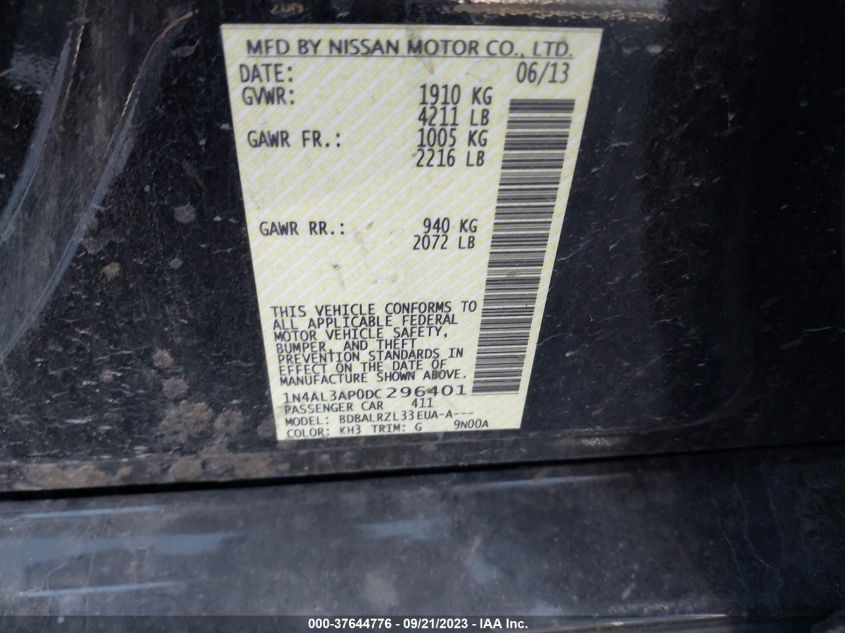 MFD BY NISSAN MOTOR CO., LTD.
DATE: 06/13
GVWR: 1910 KG
4211 LB
GAWR FR.: 1005 KG
2216 LB
GAWR RR.: 940 KG
2072 LB
THIS VEHICLE CONFORMS TO
ALL APPLICABLE FEDERAL
MOTOR VEHICLE SAFETY,
BUMPER, AND THEFT
PREVENTION STANDARDS IN
EFFECT ON THE DATE OF
MANUFACTURE SHOWN ABOVE.
1N4AL3AP0DC296401
PASSENGER CAR 411
MODEL: BDBALRZL33EUA-A---
COLOR: KH3 TRIM: G 9N00A
000-37644776 - 09/21/2023 - IAA Inc.